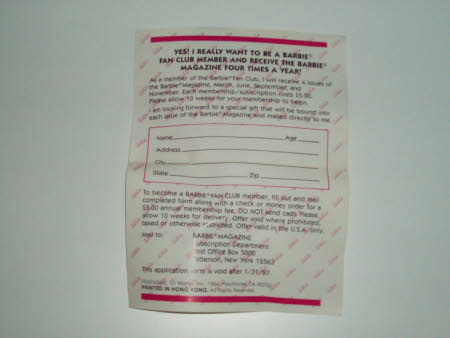 YES! I REALLY WANT TO BE A BARBIE®
FAN CLUB MEMBER AND RECEIVE THE BARBIE®
MAGAZINE FOUR TIMES A YEAR!
As a member of the Barbie® Fan Club, I will receive 4 issues of
the Barbie® Magazine, March, June, September, and
November. Each membership/subscription costs $5.00.
Please allow 10 weeks for your membership to begin.
I am looking forward to a special gift that will be bound into
each issue of the Barbie® Magazine and mailed directly to me.
Name Age
Address
City
State Zip
To become a BARBIE® FAN CLUB member, fill out and mail
completed form along with a check or money order for a
$5.00 annual membership fee. DO NOT send cash. Please
allow 10 weeks for delivery. Offer void where prohibited,
taxed or otherwise restricted. Offer valid in the U.S.A. only.
Mail to: BARBIE® MAGAZINE
Subscription Department
Post Office Box 5000
Patterson, New York 12563
This application form is void after 1/31/87.
Mattel, Inc. Hawthorne, CA
PRINTED IN HONG KONG. All Rights Reserved.